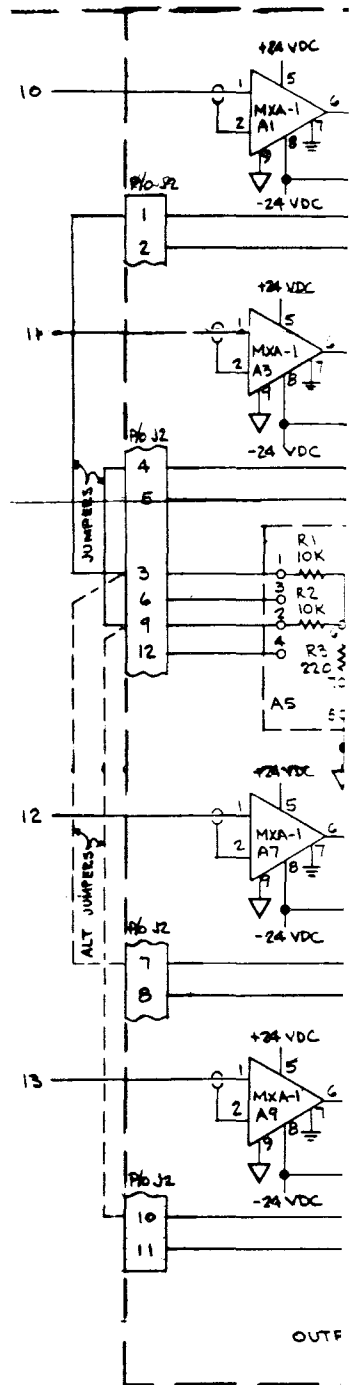 +24 VDC
10
1
5
MXA-1
A1
6
2
8
7
9
-24 VDC
P/O J2
1
2
+24 VDC
11
1
5
MXA-1
A3
6
2
8
7
9
-24 VDC
P/O J2
4
5
JUMPERS
3
6
9
12
1
3
2
4
R1
10K
R2
10K
R3
A5
+24 VDC
12
1
5
MXA-1
A7
6
2
8
7
9
-24 VDC
ALT JUMPERS
P/O J2
7
8
+24 VDC
13
1
5
MXA-1
A9
6
2
8
7
9
-24 VDC
P/O J2
10
11